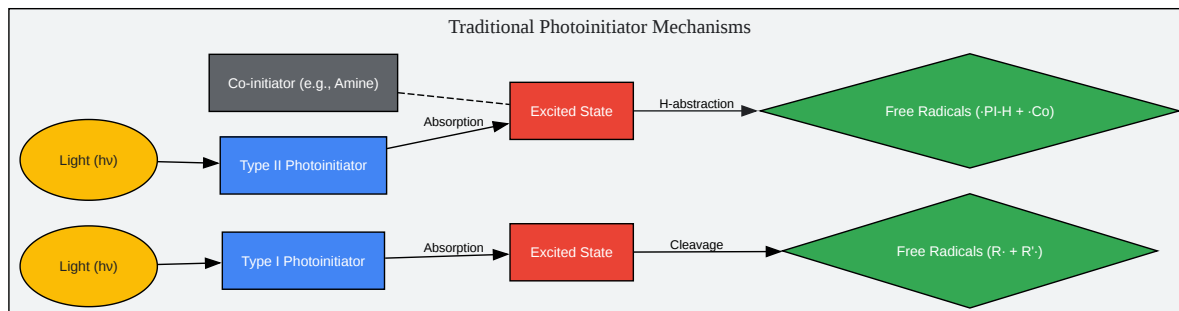 Traditional Photoinitiator Mechanisms
Co-initiator (e.g., Amine)
Light (hν)
Type II Photoinitiator
Absorption
Excited State
H-abstraction
Free Radicals (·PI-H + ·Co)
Light (hν)
Type I Photoinitiator
Absorption
Excited State
Cleavage
Free Radicals (R· + R'·)